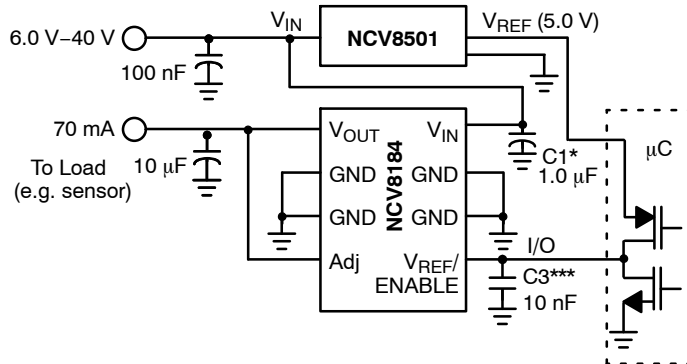 6.0 V–40 V
V_IN
NCV8501
V_REF (5.0 V)
100 nF
70 mA
To Load
(e.g. sensor)
10 μF
V_OUT
V_IN
GND
GND
GND
GND
NCV8184
Adj
V_REF/
ENABLE
C1*
1.0 μF
μC
I/O
C3***
10 nF